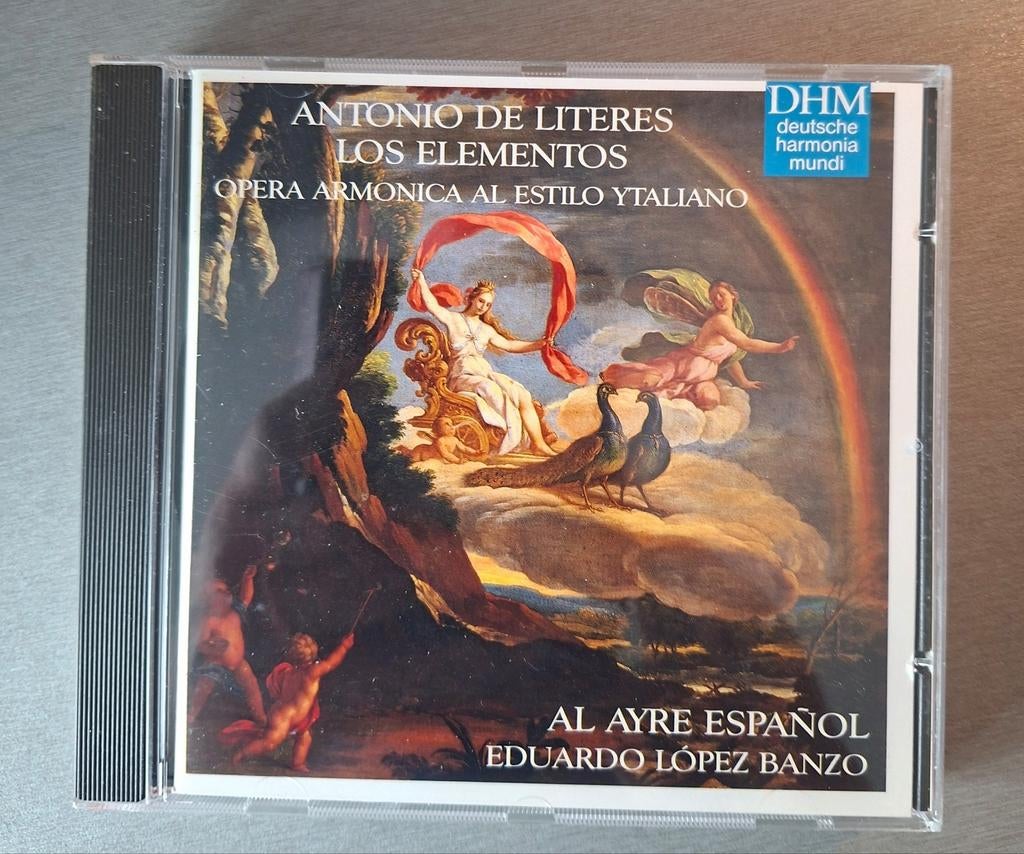 ANTONIO DE LITERES
LOS ELEMENTOS
OPERA ARMONICA AL ESTILO YTALIANO
DHM
deutsche
harmonia
mundi
AL AYRE ESPAÑOL
EDUARDO LÓPEZ BANZO